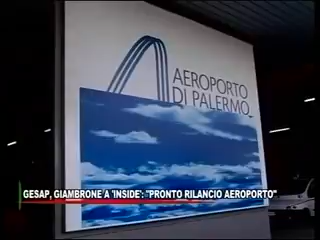 AEROPORTO
DI PALERMO
GESAP, GIAMBRONE A 'INSIDE': "PRONTO RILANCIO AEROPORTO"